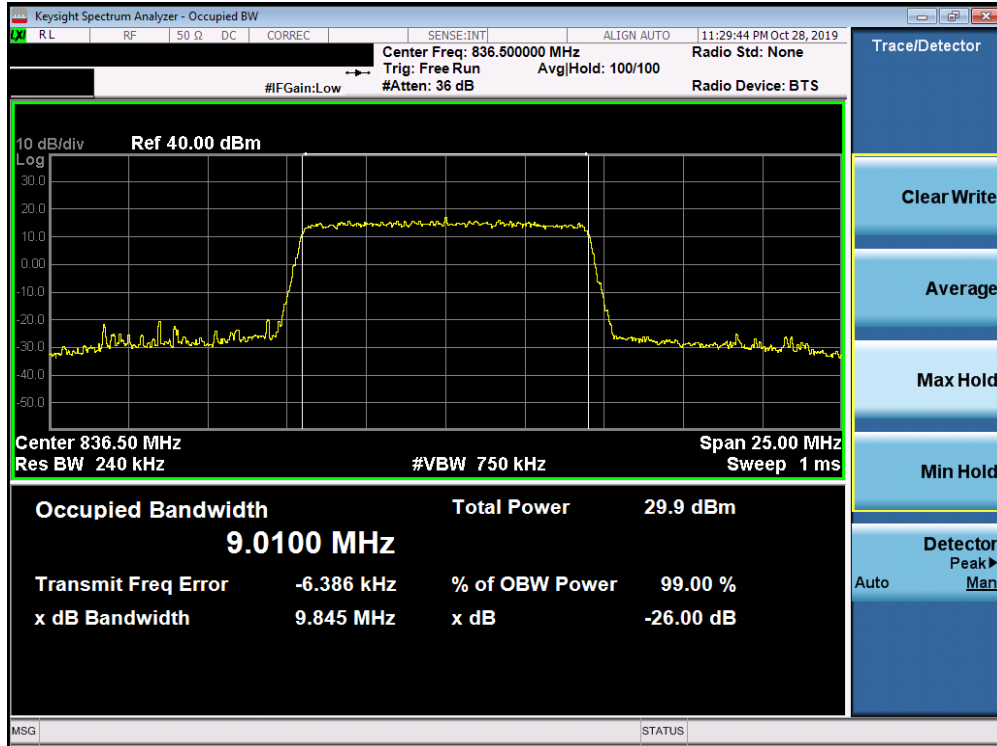 Keysight Spectrum Analyzer - Occupied BW
LXI RL RF 50 Ω DC CORREC SENSE:INT ALIGN AUTO 11:29:44 PM Oct 28, 2019
Center Freq: 836.500000 MHz Radio Std: None
Trig: Free Run Avg|Hold: 100/100
#IFGain:Low #Atten: 36 dB Radio Device: BTS
Trace/Detector
10 dB/div Ref 40.00 dBm
Log
30.0
20.0
10.0
0.00
-10.0
-20.0
-30.0
-40.0
-50.0
Center 836.50 MHz Span 25.00 MHz
Res BW 240 kHz #VBW 750 kHz Sweep 1 ms
Occupied Bandwidth Total Power 29.9 dBm
9.0100 MHz
Transmit Freq Error -6.386 kHz % of OBW Power 99.00 %
x dB Bandwidth 9.845 MHz x dB -26.00 dB
Clear Write
Average
Max Hold
Min Hold
Detector
Peak▶
Auto Man
MSG STATUS